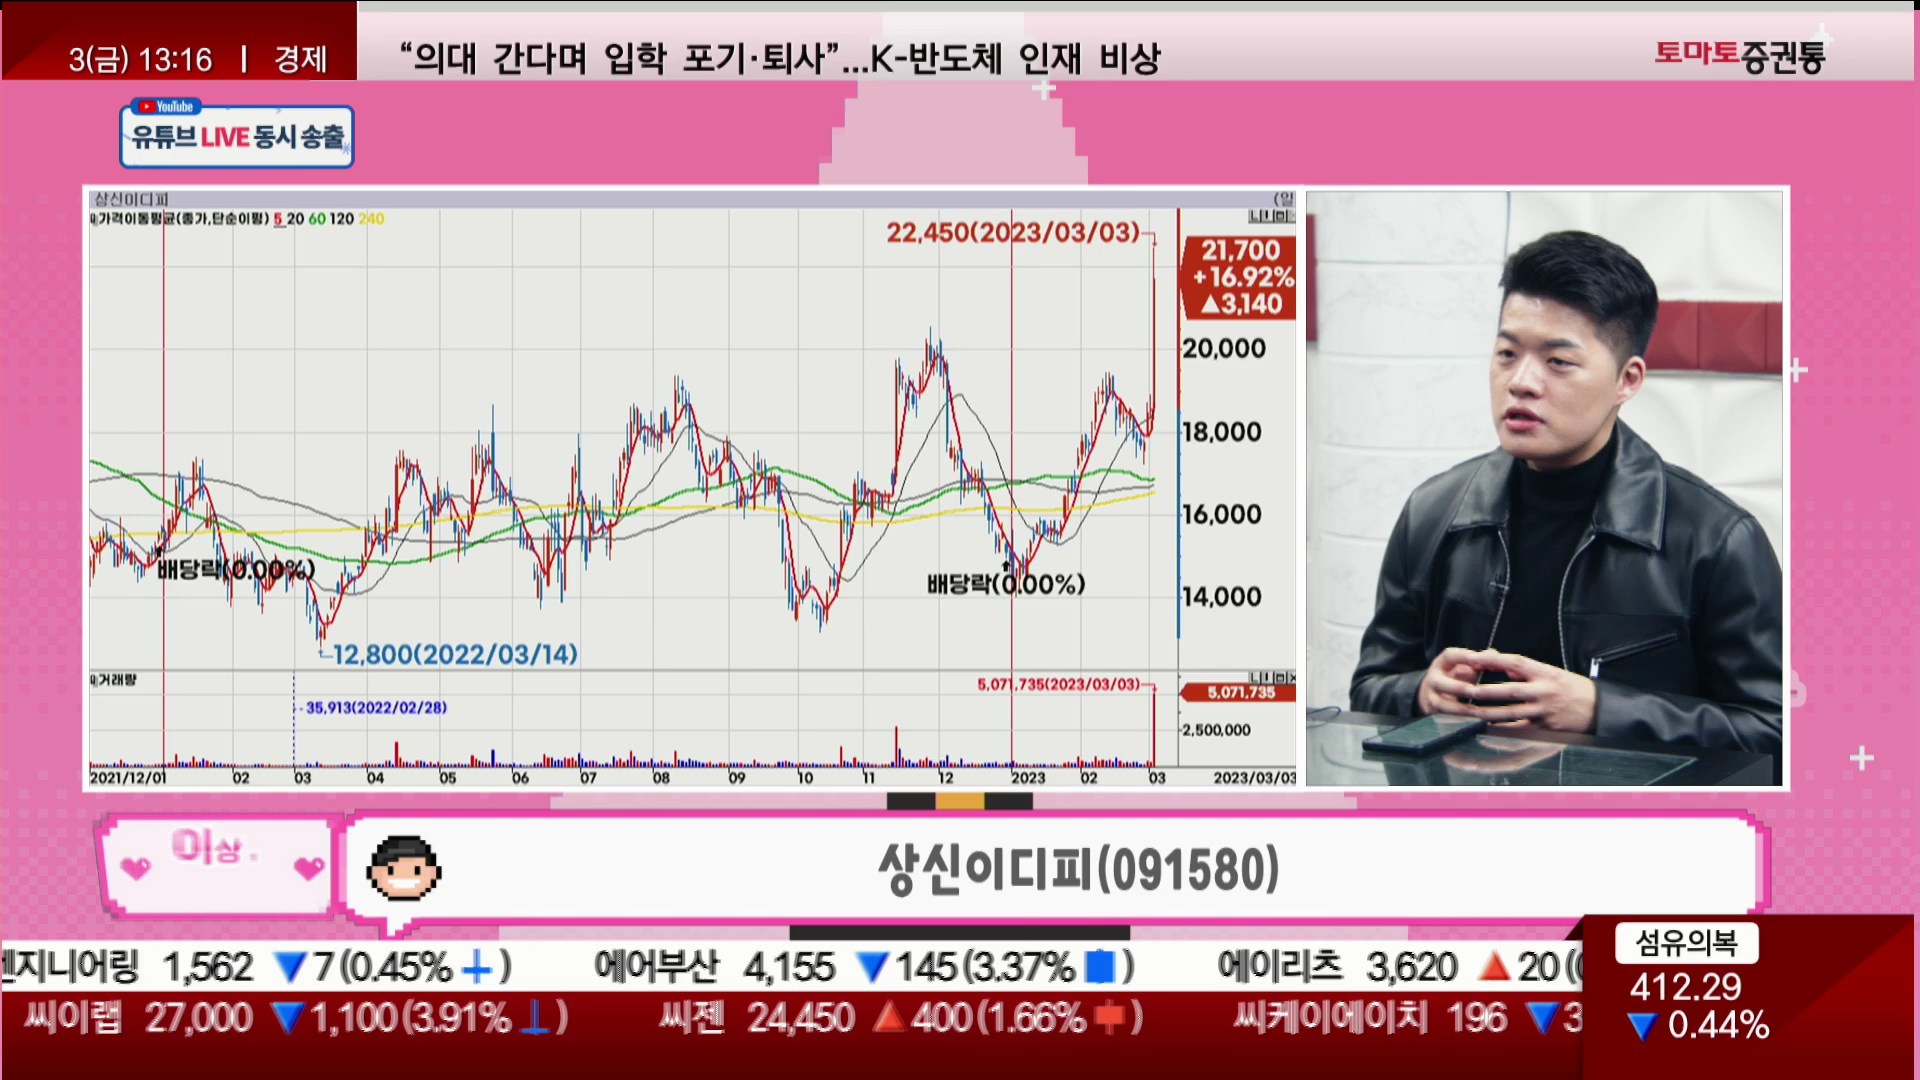 3(금) 13:16 | 경제
“의대 간다며 입학 포기·퇴사”...K-반도체 인재 비상
토마토증권통
YouTube
유튜브 LIVE 동시 송출
상신이디피
(일
가격이동평균(종가,단순이평) 5 20 60 120 240
22,450(2023/03/03)
21,700
+16.92%
▲3,140
20,000
18,000
16,000
14,000
배당락(0.00%)
배당락(0.00%)
12,800(2022/03/14)
거래량
5,071,735(2023/03/03)
5,071,735
35,913(2022/02/28)
2,500,000
2021/12/01 02 03 04 05 06 07 08 09 10 11 12 2023 02 03 2023/03/03
이상.
상신이디피(091580)
엔지니어링 1,562 ▼7(0.45%) 에어부산 4,155 ▼145(3.37%) 에이리츠 3,620 ▲20(
씨이랩 27,000 ▼1,100(3.91%) 씨젠 24,450 ▲400(1.66%) 씨케이에이치 196 ▼3
섬유의복
412.29
▼ 0.44%